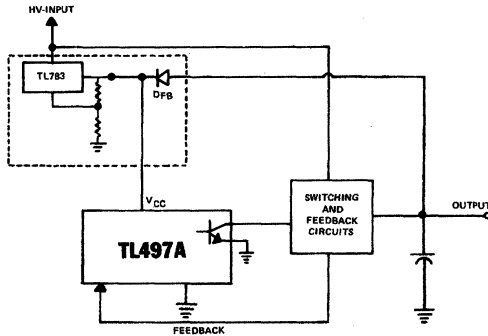 HV-INPUT
TL783
DFB
VCC
TL497A
SWITCHING
AND
FEEDBACK
CIRCUITS
OUTPUT
FEEDBACK